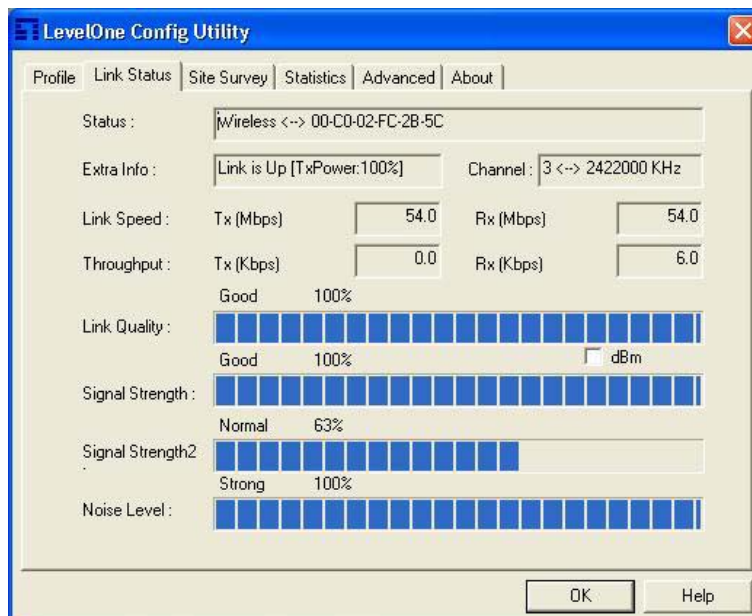 LevelOne Config Utility
Profile Link Status Site Survey Statistics Advanced About
Status : iWireless <--> 00-C0-02-FC-2B-5C
Extra Info : Link is Up [TxPower:100%] Channel : 3 <--> 2422000 KHz
Link Speed : Tx (Mbps) 54.0 Rx (Mbps) 54.0
Throughput : Tx (Kbps) 0.0 Rx (Kbps) 6.0
Good 100%
Link Quality :
Good 100% dBm
Signal Strength :
Normal 63%
Signal Strength2
:
Strong 100%
Noise Level :
OK Help